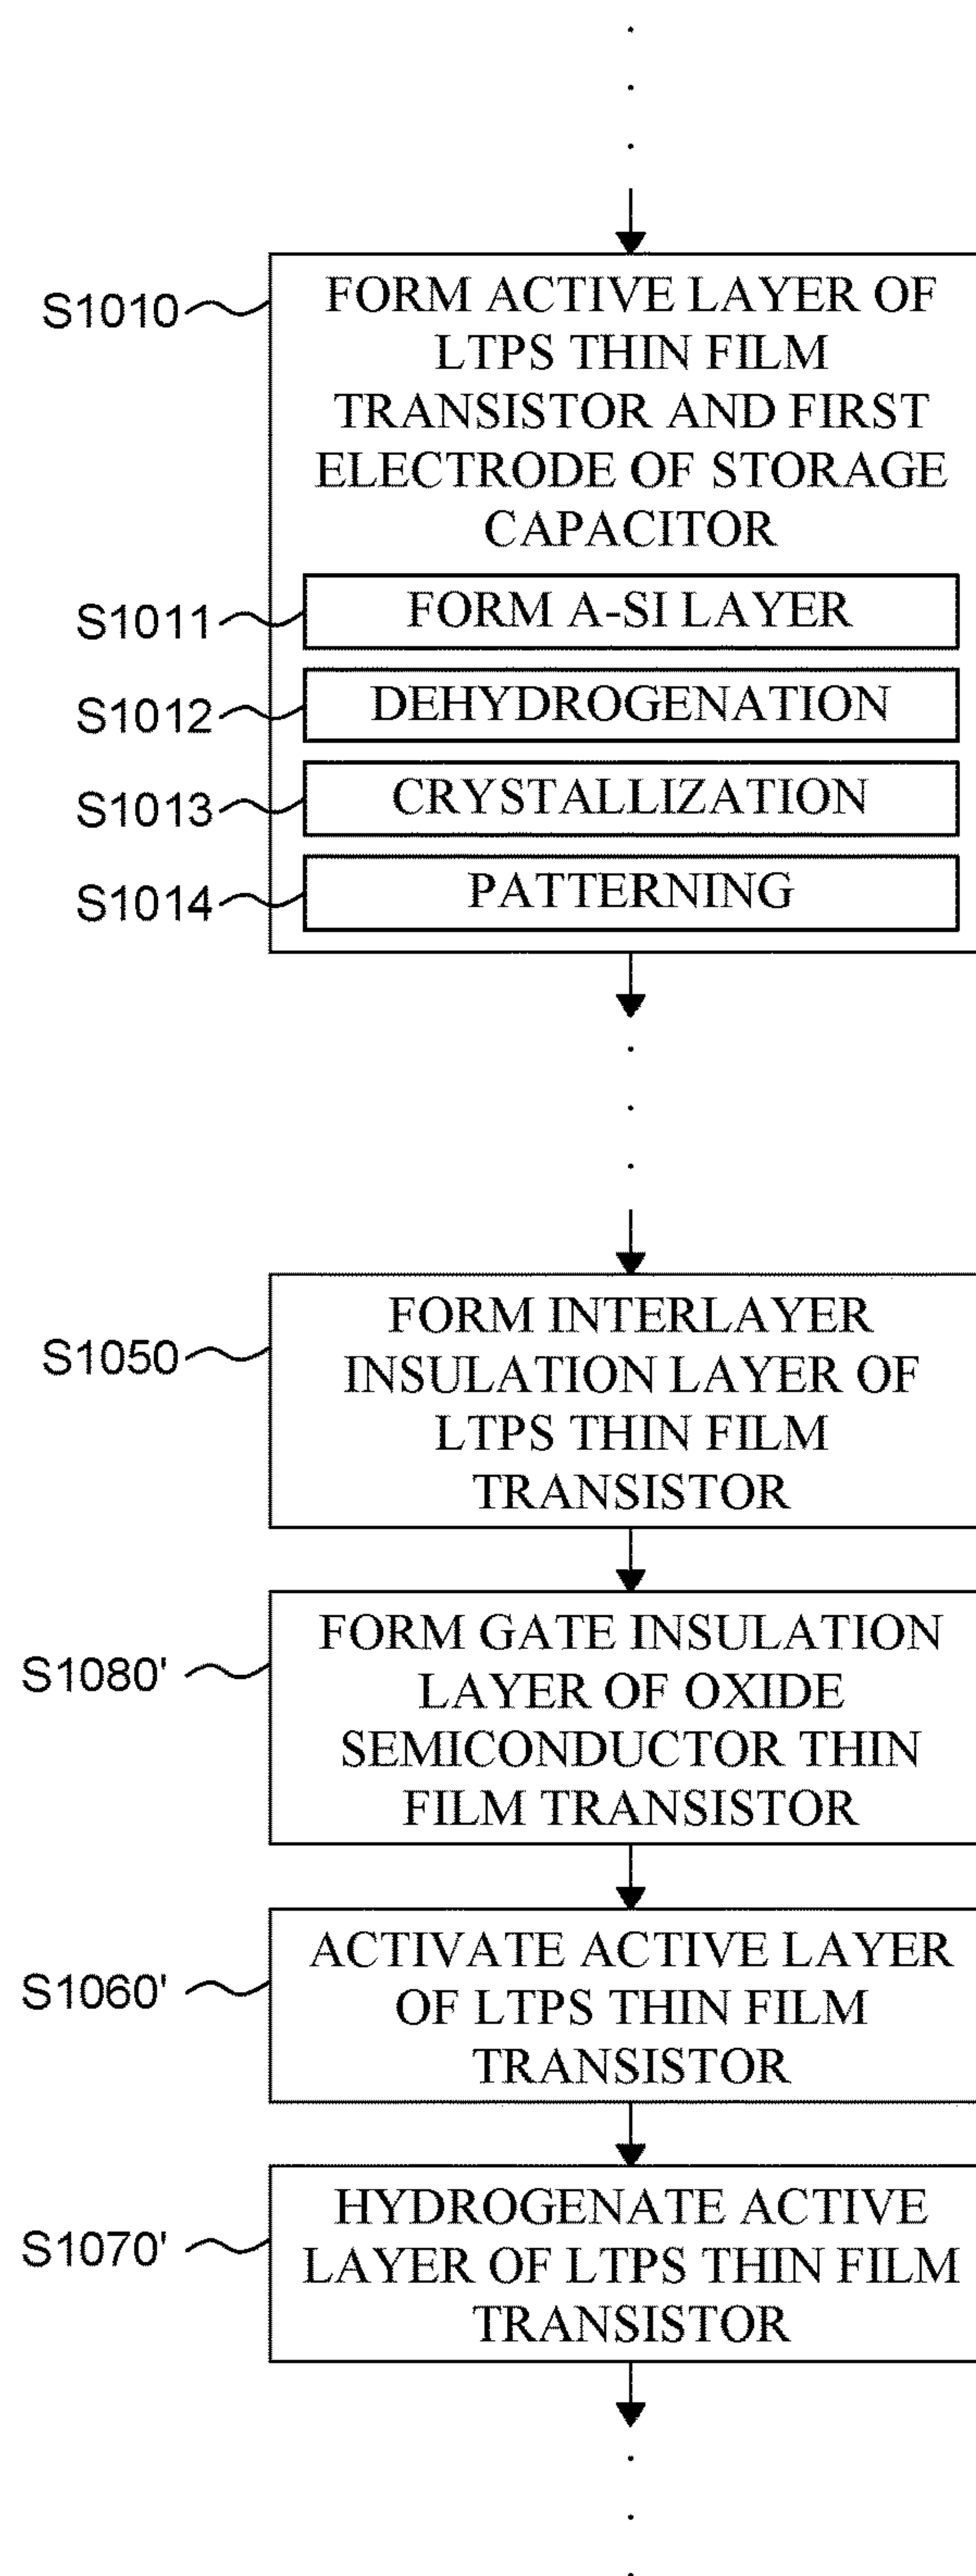 S1010
FORM ACTIVE LAYER OF
LTPS THIN FILM
TRANSISTOR AND FIRST
ELECTRODE OF STORAGE
CAPACITOR
S1011
FORM A-SI LAYER
S1012
DEHYDROGENATION
S1013
CRYSTALLIZATION
S1014
PATTERNING
S1050
FORM INTERLAYER
INSULATION LAYER OF
LTPS THIN FILM
TRANSISTOR
S1080'
FORM GATE INSULATION
LAYER OF OXIDE
SEMICONDUCTOR THIN
FILM TRANSISTOR
S1060'
ACTIVATE ACTIVE LAYER
OF LTPS THIN FILM
TRANSISTOR
S1070'
HYDROGENATE ACTIVE
LAYER OF LTPS THIN FILM
TRANSISTOR